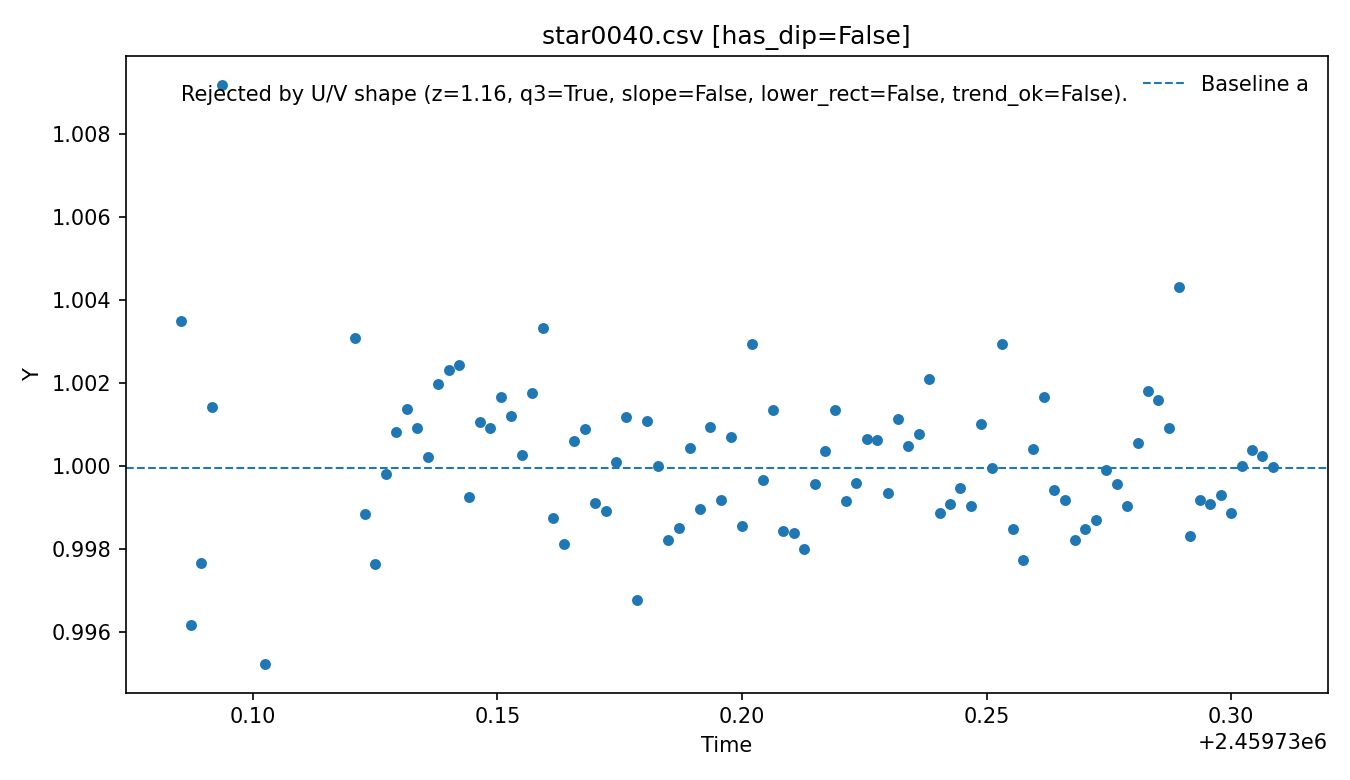 star0040.csv [has_dip=False]
Rejected by U/V shape (z=1.16, q3=True, slope=False, lower_rect=False, trend_ok=False).
Baseline a
1.008
1.006
1.004
1.002
1.000
0.998
0.996
Y
0.10
0.15
0.20
0.25
0.30
Time
+2.45973e6